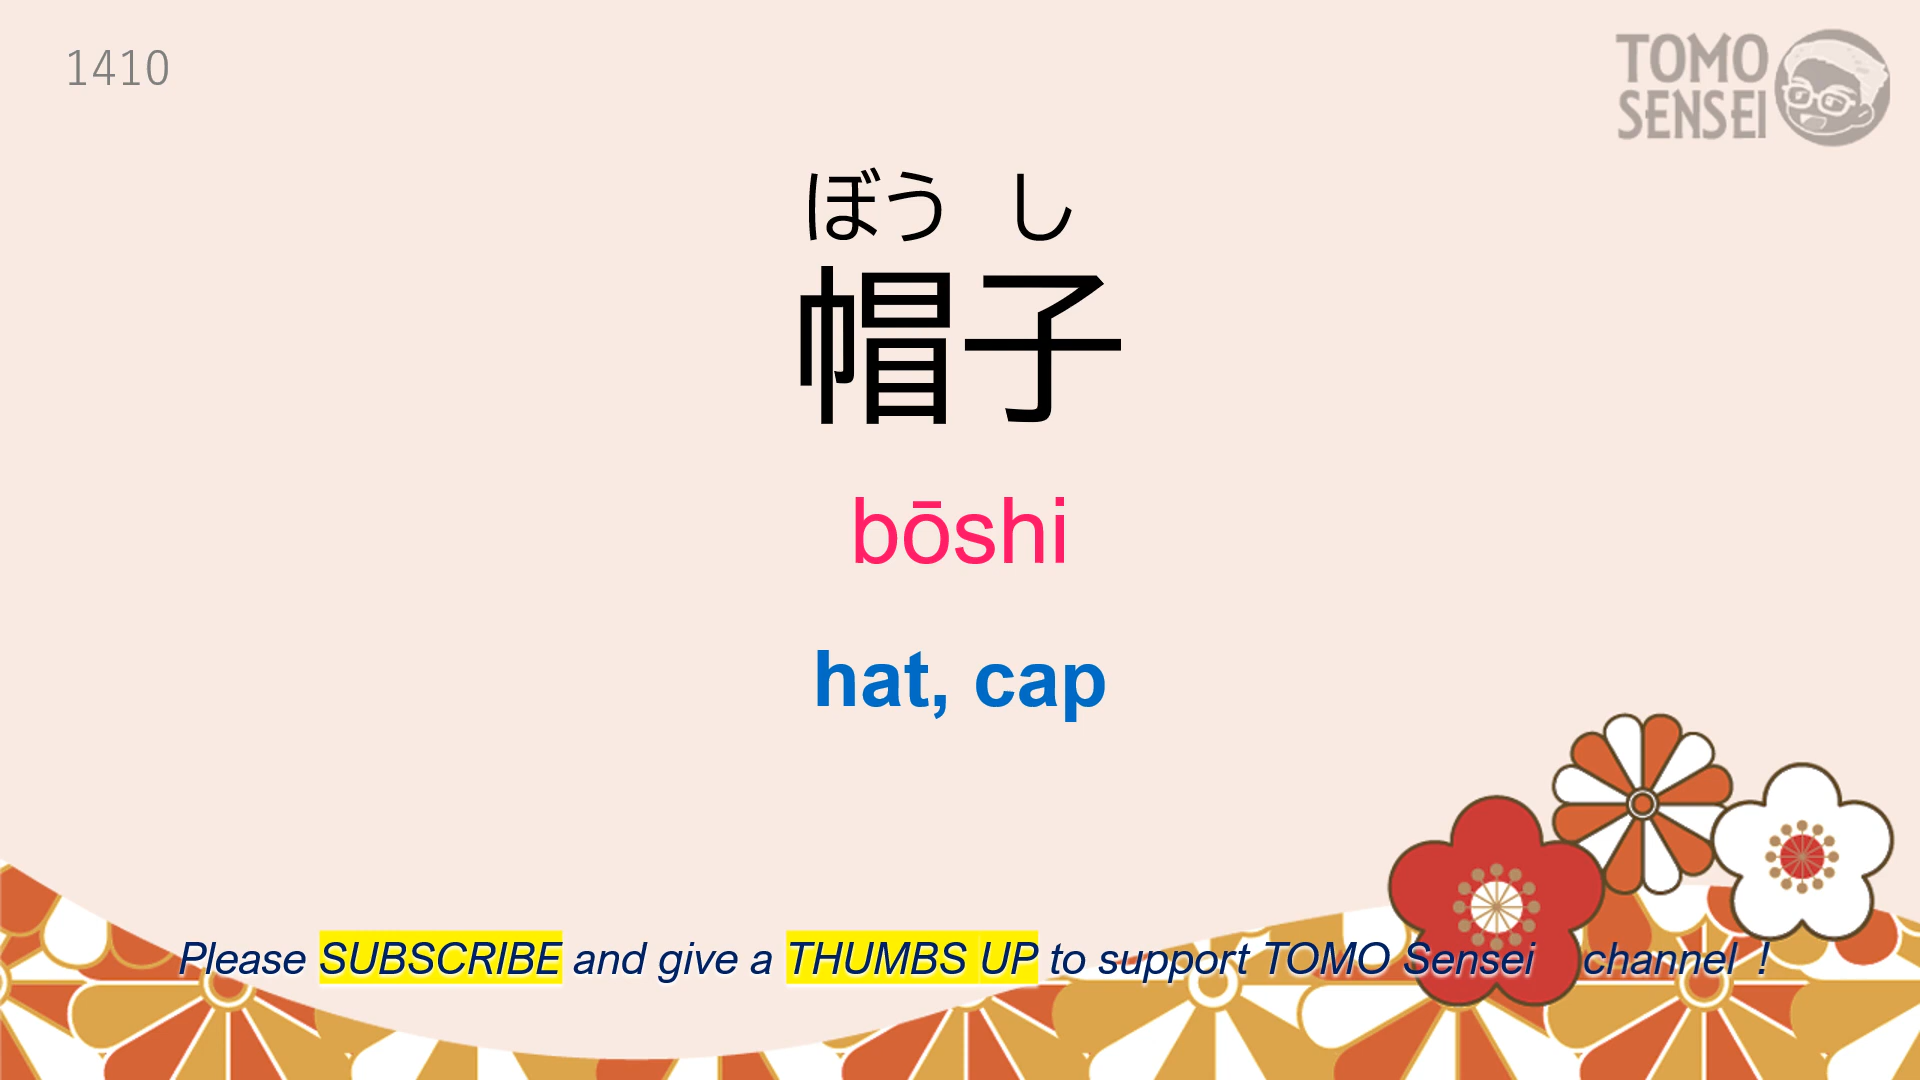 1410
TOMO
SENSEI
ぼう し
帽子
bōshi
hat, cap
Please SUBSCRIBE and give a THUMBS UP to support TOMO Sensei channel !